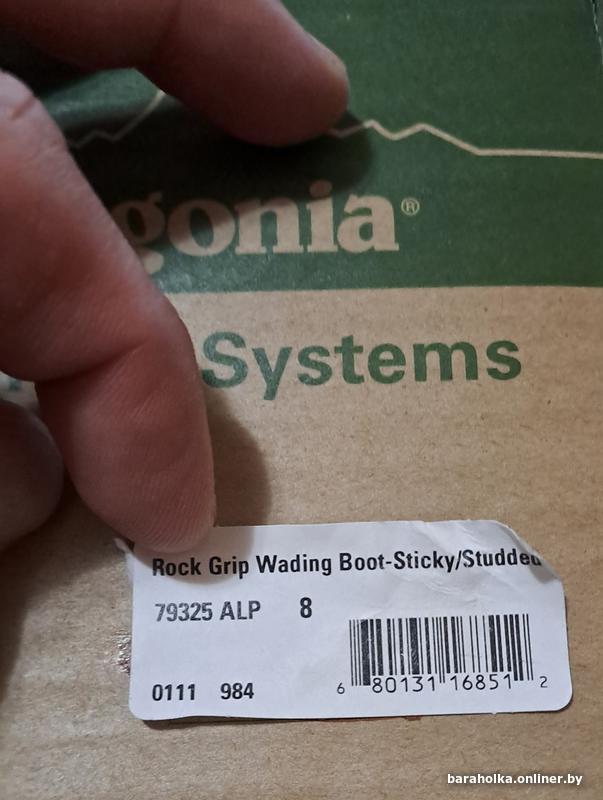 gonia®
Systems
Rock Grip Wading Boot-Sticky/Studded
79325 ALP 8
0111 984
6 80131 16851 2
baraholka.onliner.by